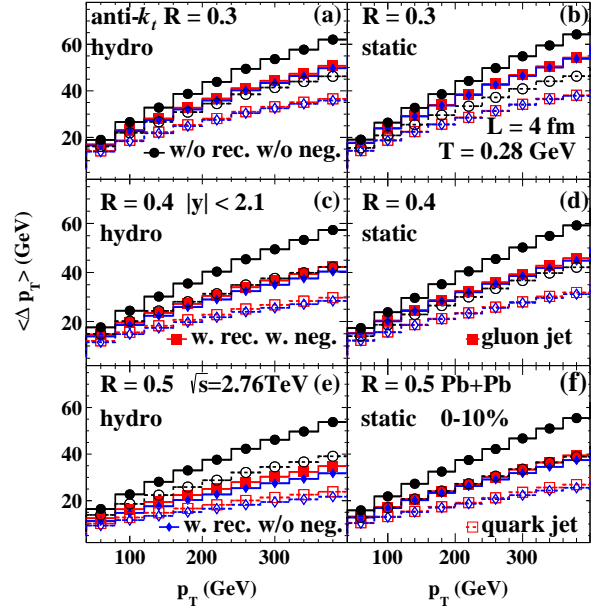 anti-k_t R = 0.3 (a)
hydro
60
40
20
w/o rec. w/o neg.
R = 0.3 (b)
static
L = 4 fm
T = 0.28 GeV
R = 0.4 |y| < 2.1 (c)
hydro
60
40
20
w. rec. w. neg.
R = 0.4 (d)
static
gluon jet
<Δ p_T> (GeV)
R = 0.5 √s=2.76TeV (e)
hydro
60
40
20
w. rec. w/o neg.
R = 0.5 Pb+Pb (f)
static 0-10%
quark jet
100 200 300
100 200 300
p_T (GeV)
p_T (GeV)